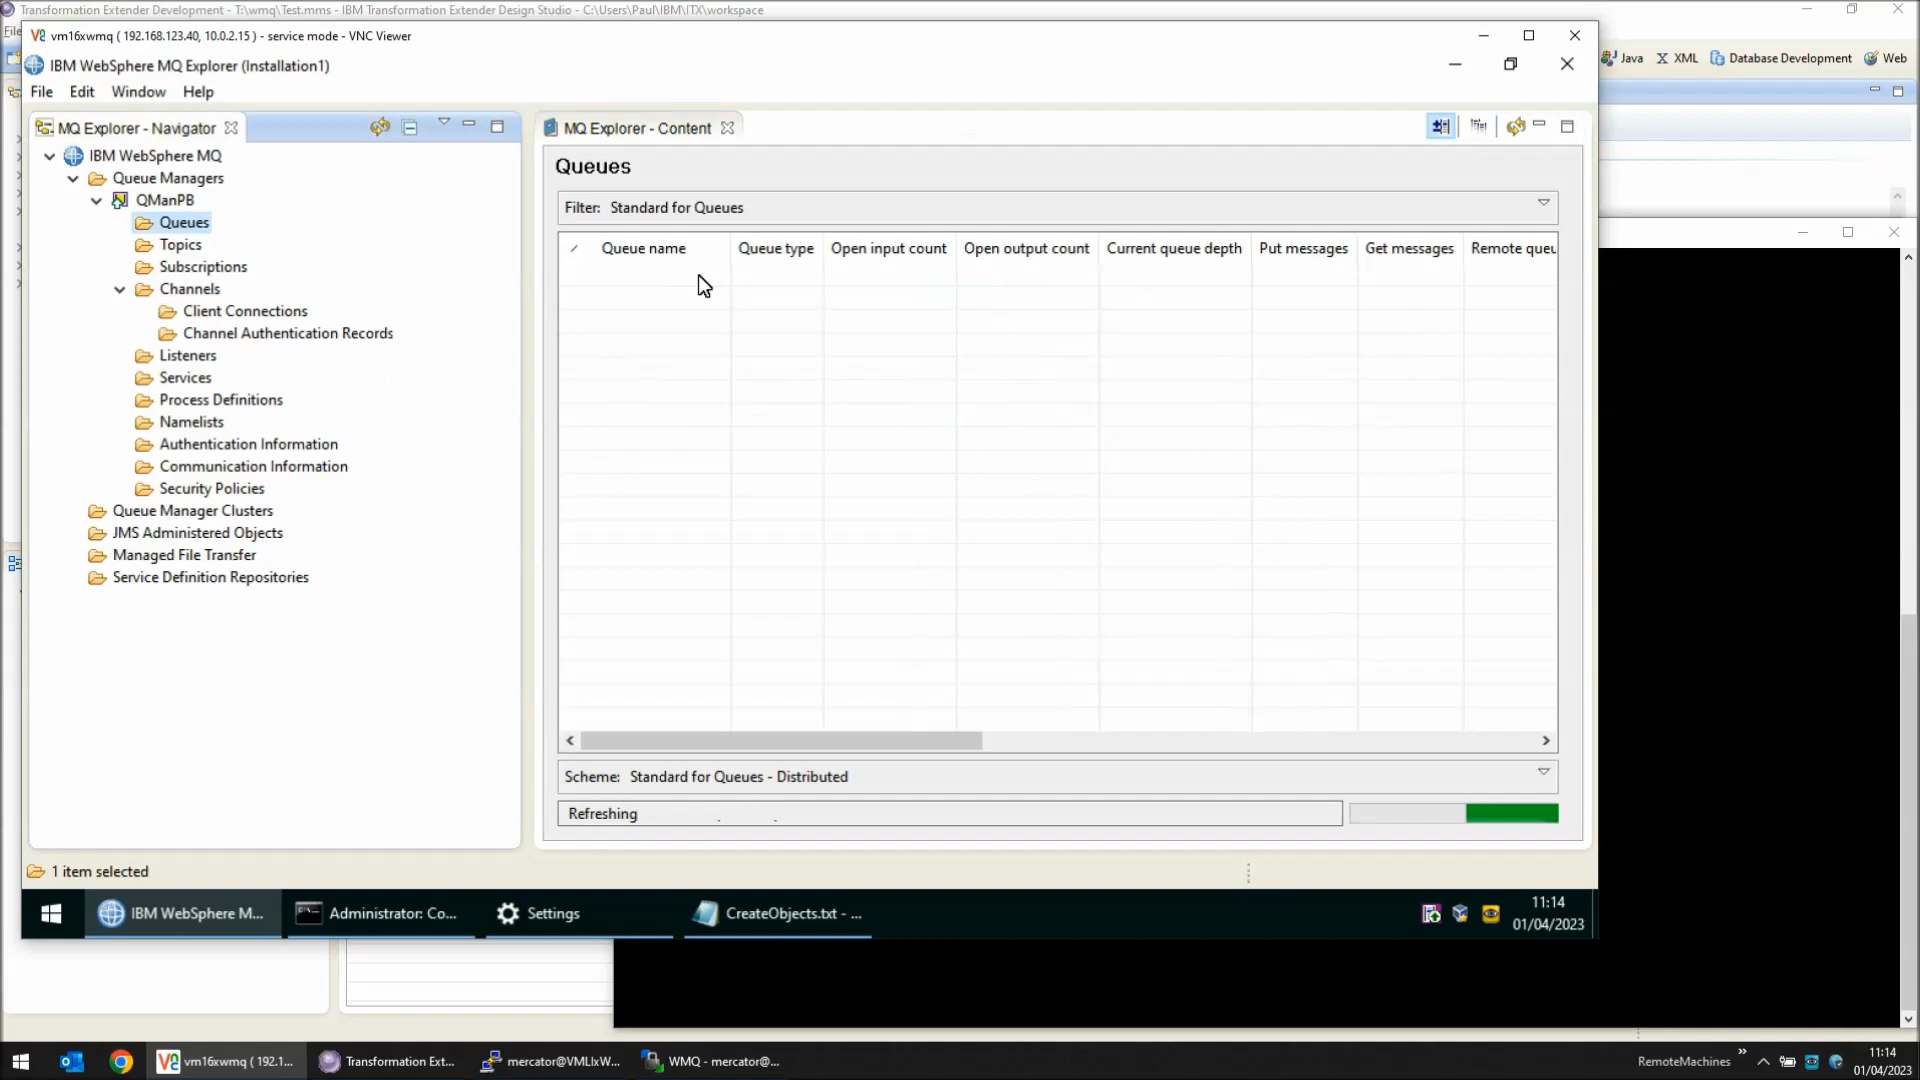 Transformation Extender Development - T:\wmq\Test.mms - IBM Transformation Extender Design Studio - C:\Users\Paul\IBM\ITX\workspace
vm16xwmq ( 192.168.123.40, 10.0.2.15 ) - service mode - VNC Viewer
Java XML Database Development Web
IBM WebSphere MQ Explorer (Installation1)
File Edit Window Help
MQ Explorer - Navigator
MQ Explorer - Content
IBM WebSphere MQ
Queue Managers
QManPB
Queues
Topics
Subscriptions
Channels
Client Connections
Channel Authentication Records
Listeners
Services
Process Definitions
Namelists
Authentication Information
Communication Information
Security Policies
Queue Manager Clusters
JMS Administered Objects
Managed File Transfer
Service Definition Repositories
Queues
Filter: Standard for Queues
Queue name Queue type Open input count Open output count Current queue depth Put messages Get messages Remote queu
Scheme: Standard for Queues - Distributed
Refreshing
1 item selected
IBM WebSphere M... Administrator: Co... Settings CreateObjects.txt - ...
11:14
01/04/2023
vm16xwmq ( 192.1... Transformation Ext... mercator@VMLIxW... WMQ - mercator@...
RemoteMachines
11:14
01/04/2023